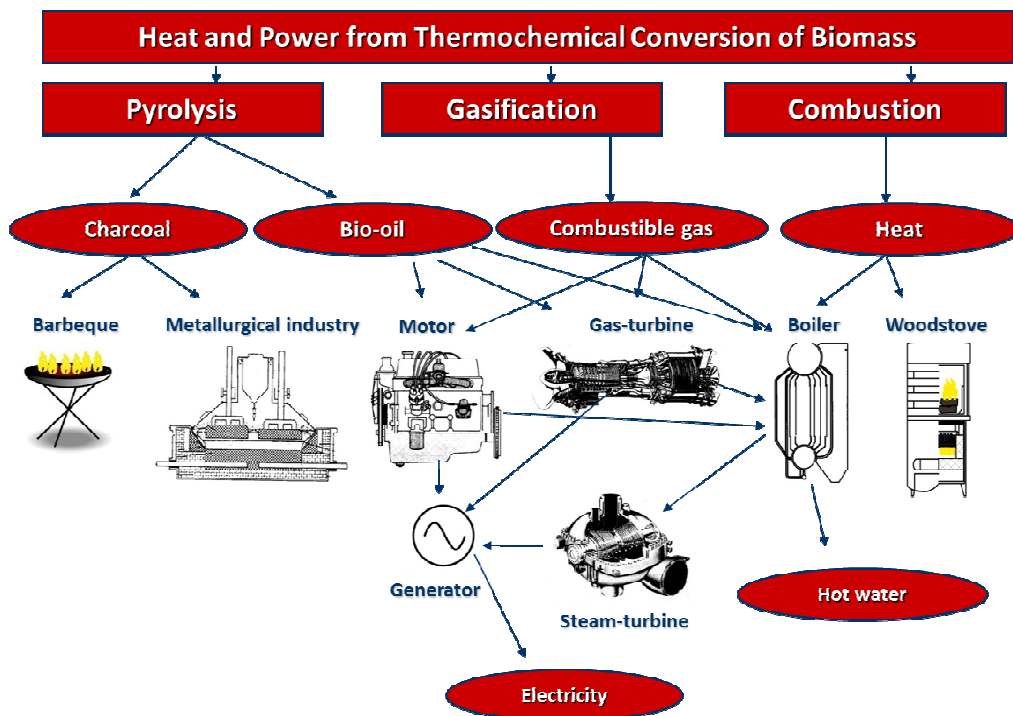 Heat and Power from Thermochemical Conversion of Biomass
Pyrolysis
Gasification
Combustion
Charcoal
Bio-oil
Combustible gas
Heat
Barbeque
Metallurgical industry
Motor
Gas-turbine
Boiler
Woodstove
Generator
Steam-turbine
Hot water
Electricity